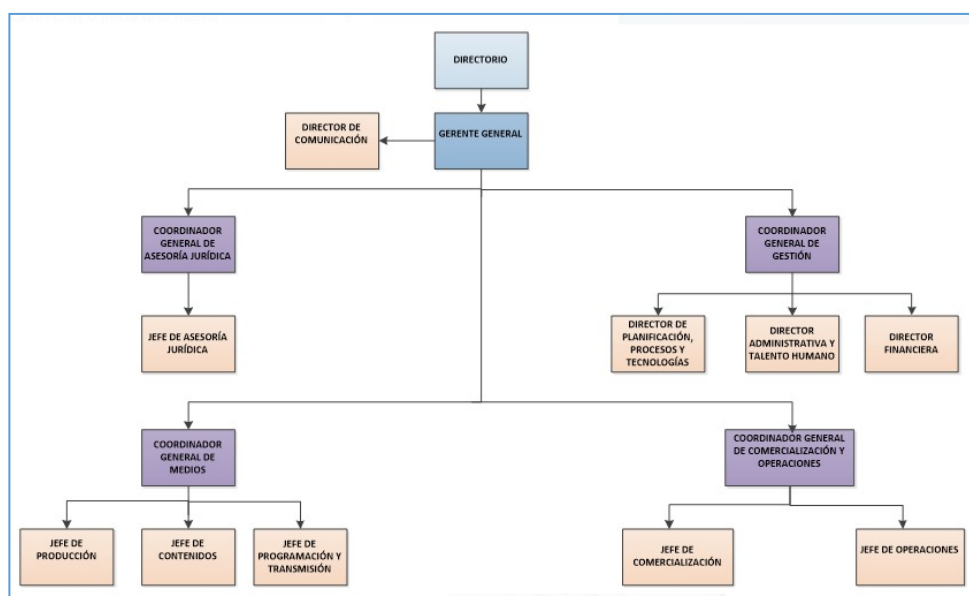 DIRECTORIO
DIRECTOR DE
COMUNICACIÓN
GERENTE GENERAL
COORDINADOR
GENERAL DE
ASESORÍA JURÍDICA
COORDINADOR
GENERAL DE
GESTIÓN
JEFE DE ASESORÍA
JURÍDICA
DIRECTOR DE
PLANIFICACIÓN,
PROCESOS Y
TECNOLOGÍAS
DIRECTOR
ADMINISTRATIVA Y
TALENTO HUMANO
DIRECTOR
FINANCIERA
COORDINADOR
GENERAL DE
MEDIOS
COORDINADOR GENERAL
DE COMERCIALIZACIÓN Y
OPERACIONES
JEFE DE
PRODUCCIÓN
JEFE DE
CONTENIDOS
JEFE DE
PROGRAMACIÓN Y
TRANSMISIÓN
JEFE DE
COMERCIALIZACIÓN
JEFE DE OPERACIONES